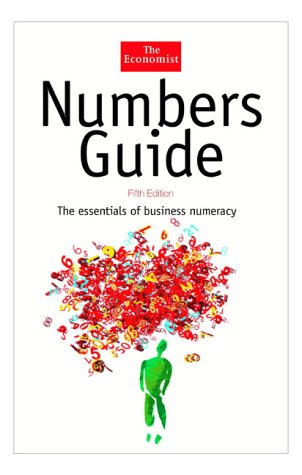 The
Economist
Numbers
Guide
Fifth Edition
The essentials of business numeracy